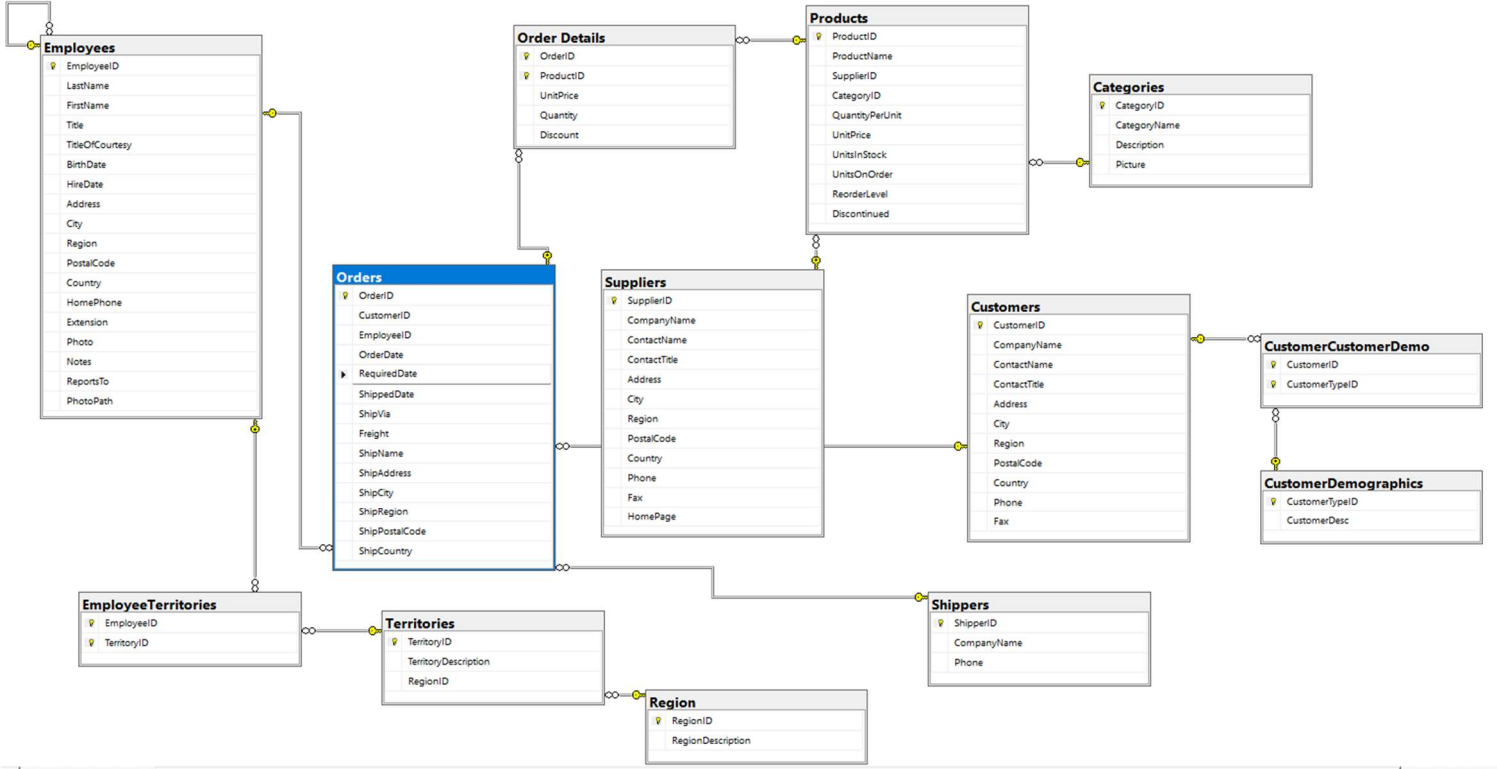 Employees
EmployeeID
LastName
FirstName
Title
TitleOfCourtesy
BirthDate
HireDate
Address
City
Region
PostalCode
Country
HomePhone
Extension
Photo
Notes
ReportsTo
PhotoPath
Order Details
OrderID
ProductID
UnitPrice
Quantity
Discount
Products
ProductID
ProductName
SupplierID
CategoryID
QuantityPerUnit
UnitPrice
UnitsInStock
UnitsOnOrder
ReorderLevel
Discontinued
Categories
CategoryID
CategoryName
Description
Picture
Orders
OrderID
CustomerID
EmployeeID
OrderDate
RequiredDate
ShippedDate
ShipVia
Freight
ShipName
ShipAddress
ShipCity
ShipRegion
ShipPostalCode
ShipCountry
Suppliers
SupplierID
CompanyName
ContactName
ContactTitle
Address
City
Region
PostalCode
Country
Phone
Fax
HomePage
Customers
CustomerID
CompanyName
ContactName
ContactTitle
Address
City
Region
PostalCode
Country
Phone
Fax
CustomerCustomerDemo
CustomerID
CustomerTypeID
CustomerDemographics
CustomerTypeID
CustomerDesc
EmployeeTerritories
EmployeeID
TerritoryID
Territories
TerritoryID
TerritoryDescription
RegionID
Region
RegionID
RegionDescription
Shippers
ShipperID
CompanyName
Phone